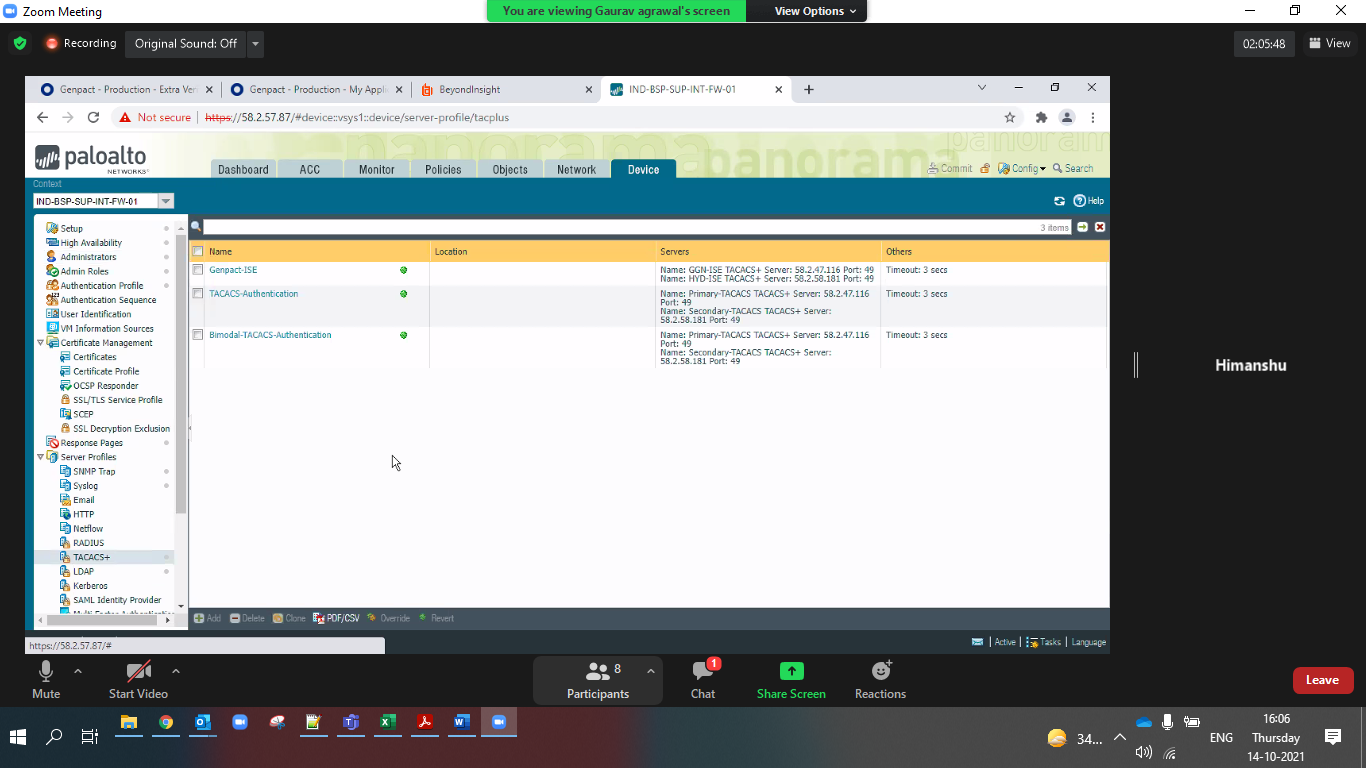 Zoom Meeting
You are viewing Gaurav agrawal's screen
View Options
Recording
Original Sound: Off
02:05:48
View
Genpact - Production - Extra Ver
Genpact - Production - My Apple
BeyondInsight
IND-BSP-SUP-INT-FW-01
Not secure
https://58.2.57.87/#device::vsys1::device/server-profile/tacplus
paloalto
NETWORKS
panorama
Dashboard
ACC
Monitor
Policies
Objects
Network
Device
Commit
Config
Search
Context
IND-BSP-SUP-INT-FW-01
Help
3 items
Setup
High Availability
Administrators
Admin Roles
Authentication Profile
Authentication Sequence
User Identification
VM Information Sources
Certificate Management
Certificates
Certificate Profile
OCSP Responder
SSL/TLS Service Profile
SCEP
SSL Decryption Exclusion
Response Pages
Server Profiles
SNMP Trap
Syslog
Email
HTTP
Netflow
RADIUS
TACACS+
LDAP
Kerberos
SAML Identity Provider
Name Location Servers Others
Genpact-ISE
Name: GGN-ISE TACACS+ Server: 58.2.47.116 Port: 49
Name: HYD-ISE TACACS+ Server: 58.2.58.181 Port: 49
Timeout: 3 secs
TACACS-Authentication
Name: Primary-TACACS TACACS+ Server: 58.2.47.116
Port: 49
Name: Secondary-TACACS TACACS+ Server:
58.2.58.181 Port: 49
Timeout: 3 secs
Bimodal-TACACS-Authentication
Name: Primary-TACACS TACACS+ Server: 58.2.47.116
Port: 49
Name: Secondary-TACACS TACACS+ Server:
58.2.58.181 Port: 49
Timeout: 3 secs
Himanshu
Add
Delete
Clone
PDF/CSV
Override
Revert
https://58.2.57.87/#
Active
Tasks
Language
Mute
Start Video
8
Participants
1
Chat
Share Screen
Reactions
Leave
34...
ENG
16:06
Thursday
14-10-2021